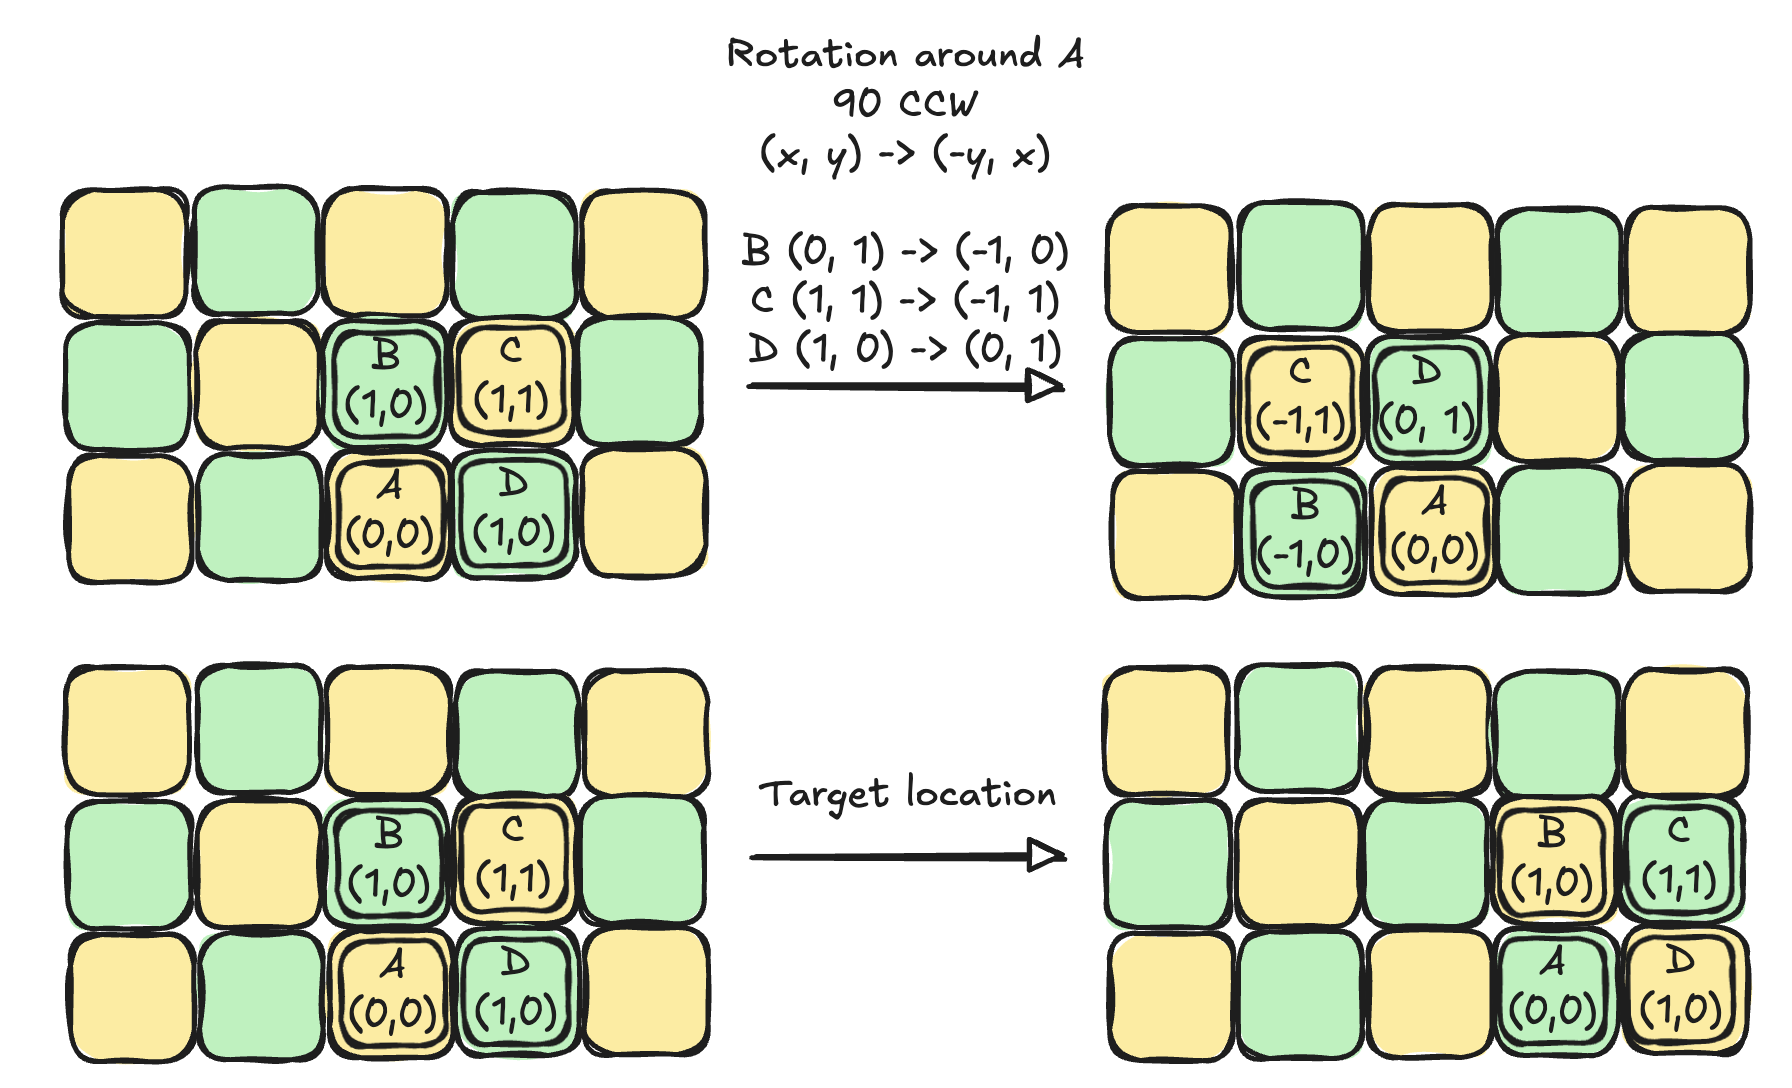 Rotation around A
90 CCW
(x, y) -> (-y, x)
B (0, 1) -> (-1, 0)
C (1, 1) -> (-1, 1)
D (1, 0) -> (0, 1)
B
(1,0)
C
(1,1)
A
(0,0)
D
(1,0)
C
(-1,1)
D
(0, 1)
B
(-1,0)
A
(0,0)
Target location
B
(1,0)
C
(1,1)
A
(0,0)
D
(1,0)
B
(1,0)
C
(1,1)
A
(0,0)
D
(1,0)